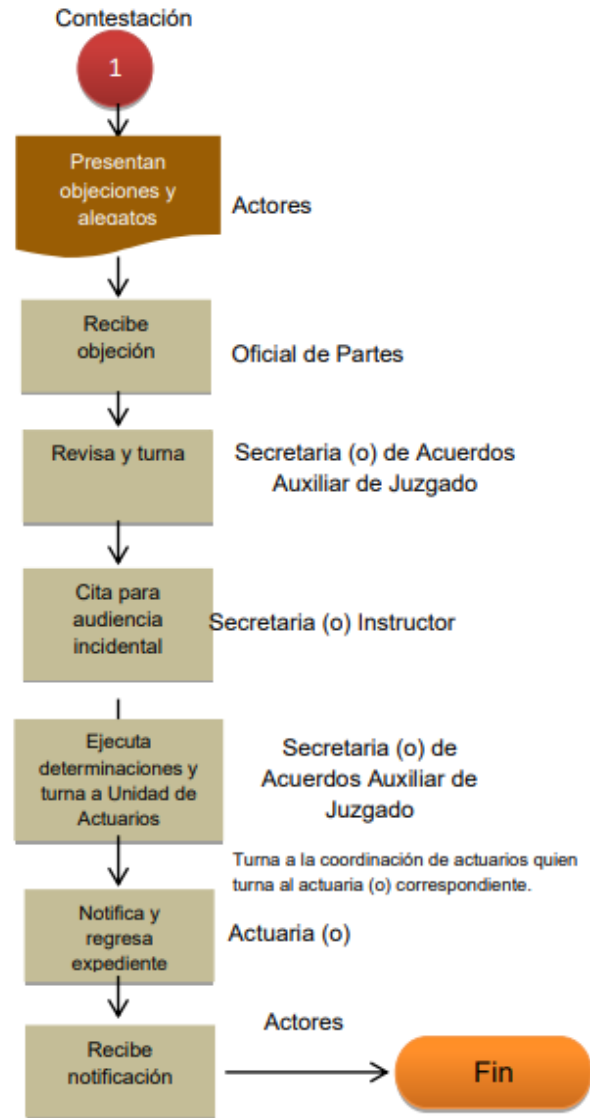 Contestación
1
Presentan
objeciones y
alegatos
Actores
Recibe
objeción
Oficial de Partes
Revisa y turna
Secretaria (o) de Acuerdos
Auxiliar de Juzgado
Cita para
audiencia
incidental
Secretaria (o) Instructor
Ejecuta
determinaciones y
turna a Unidad de
Actuarios
Secretaria (o) de
Acuerdos Auxiliar de
Juzgado
Turna a la coordinación de actuarios quien
turna al actuaria (o) correspondiente.
Notifica y
regresa
expediente
Actuaria (o)
Recibe
notificación
Actores
Fin